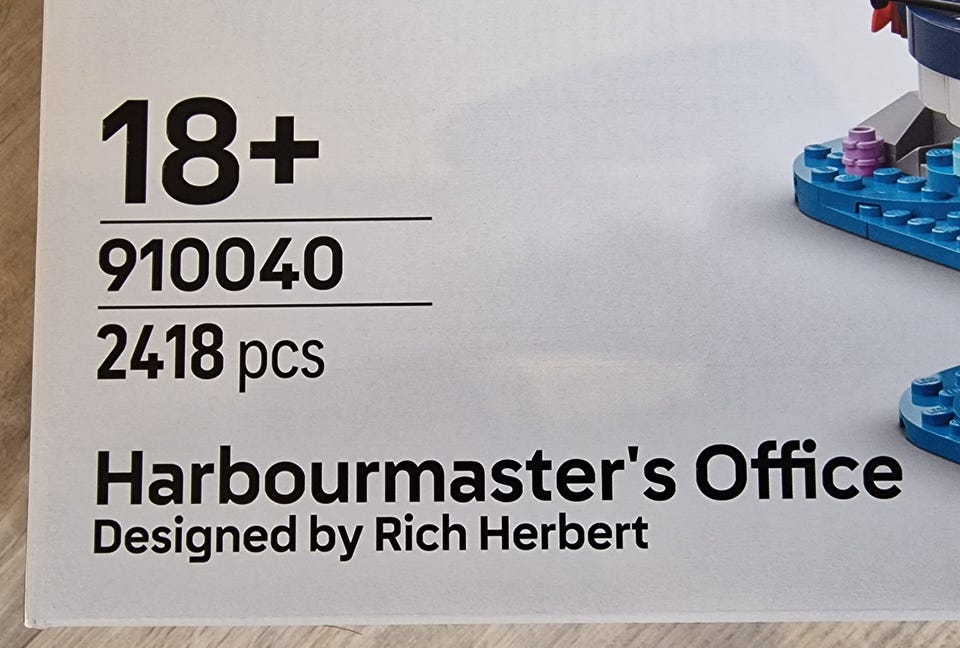 18+
910040
2418 pcs
Harbourmaster's Office
Designed by Rich Herbert